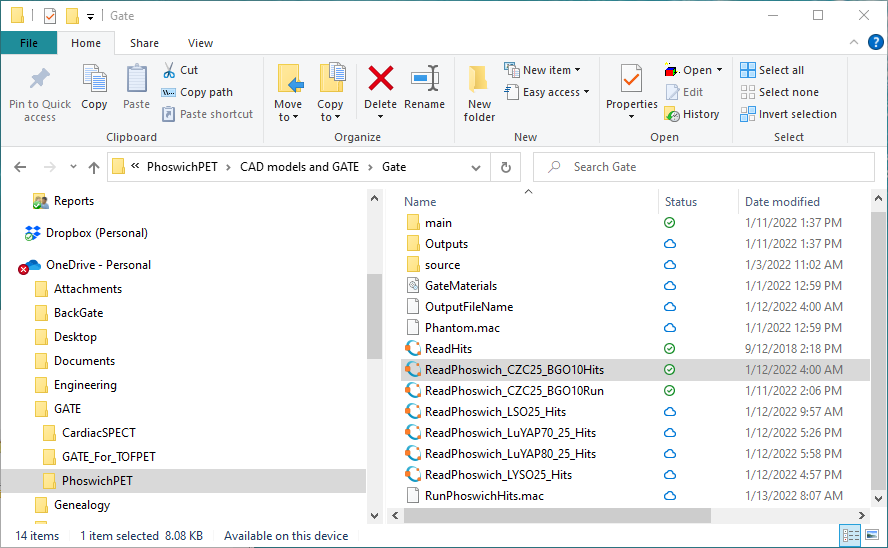 Gate
File Home Share View
Pin to Quick access
Copy
Paste
Cut
Copy path
Paste shortcut
Clipboard
Move to
Copy to
Delete
Rename
Organize
New folder
New item
Easy access
New
Properties
Open
Edit
History
Open
Select all
Select none
Invert selection
Select
« PhoswichPET > CAD models and GATE > Gate
Search Gate
Reports
Dropbox (Personal)
OneDrive - Personal
Attachments
BackGate
Desktop
Documents
Engineering
GATE
CardiacSPECT
GATE_For_TOFPET
PhoswichPET
Genealogy
Name Status Date modified
main 1/11/2022 1:37 PM
Outputs 1/11/2022 1:37 PM
source 1/3/2022 11:02 AM
GateMaterials 1/1/2022 12:59 PM
OutputFileName 1/12/2022 4:00 AM
Phantom.mac 1/1/2022 12:59 PM
ReadHits 9/12/2018 2:18 PM
ReadPhoswich_CZC25_BGO10Hits 1/12/2022 4:00 AM
ReadPhoswich_CZC25_BGO10Run 1/11/2022 2:06 PM
ReadPhoswich_LSO25_Hits 1/12/2022 9:57 AM
ReadPhoswich_LuYAP70_25_Hits 1/12/2022 5:26 PM
ReadPhoswich_LuYAP80_25_Hits 1/12/2022 5:58 PM
ReadPhoswich_LYSO25_Hits 1/12/2022 4:57 PM
RunPhoswichHits.mac 1/13/2022 8:07 AM
14 items 1 item selected 8.08 KB Available on this device